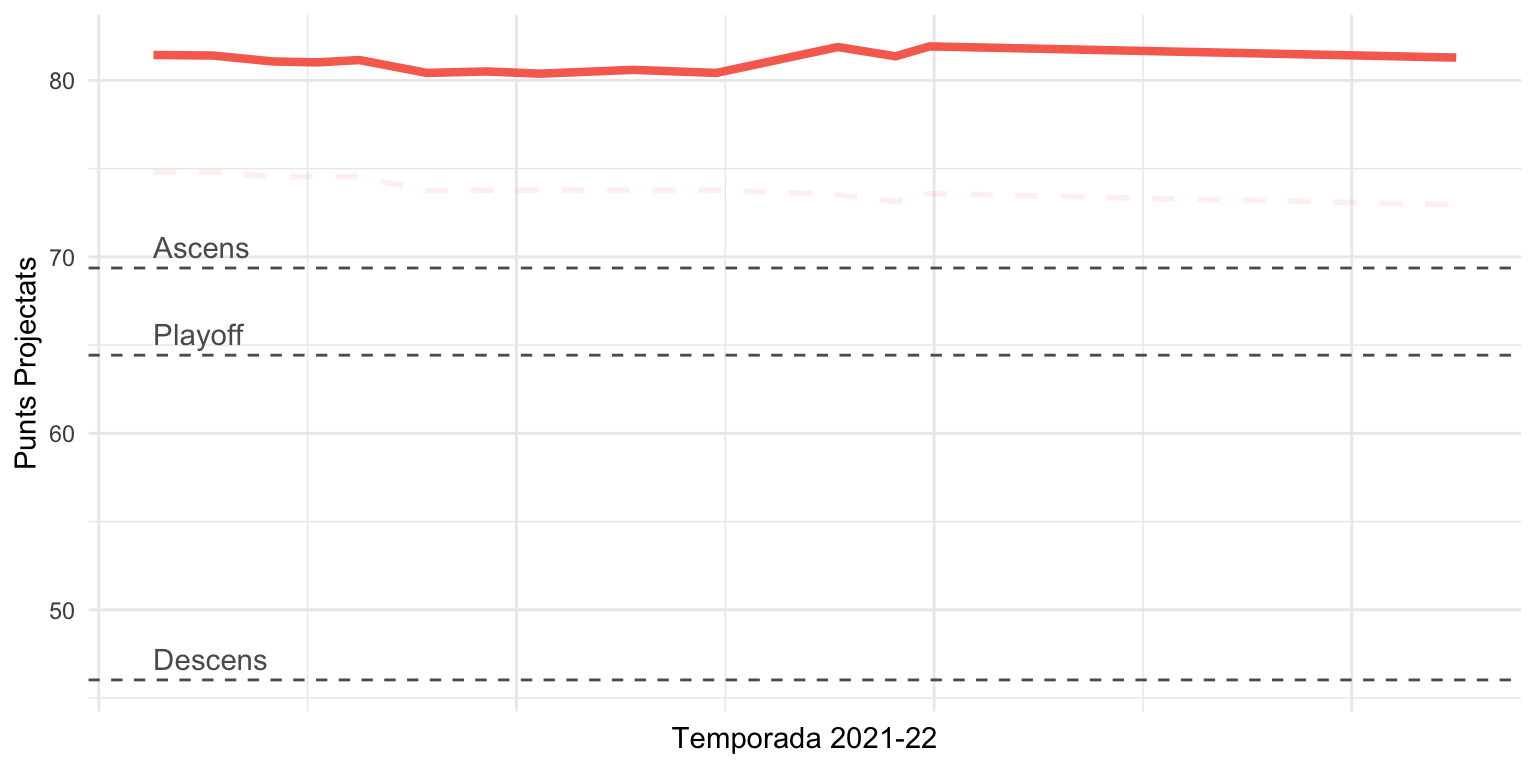 80
70
60
50
Punts Projectats
Ascens
Playoff
Descens
Temporada 2021-22